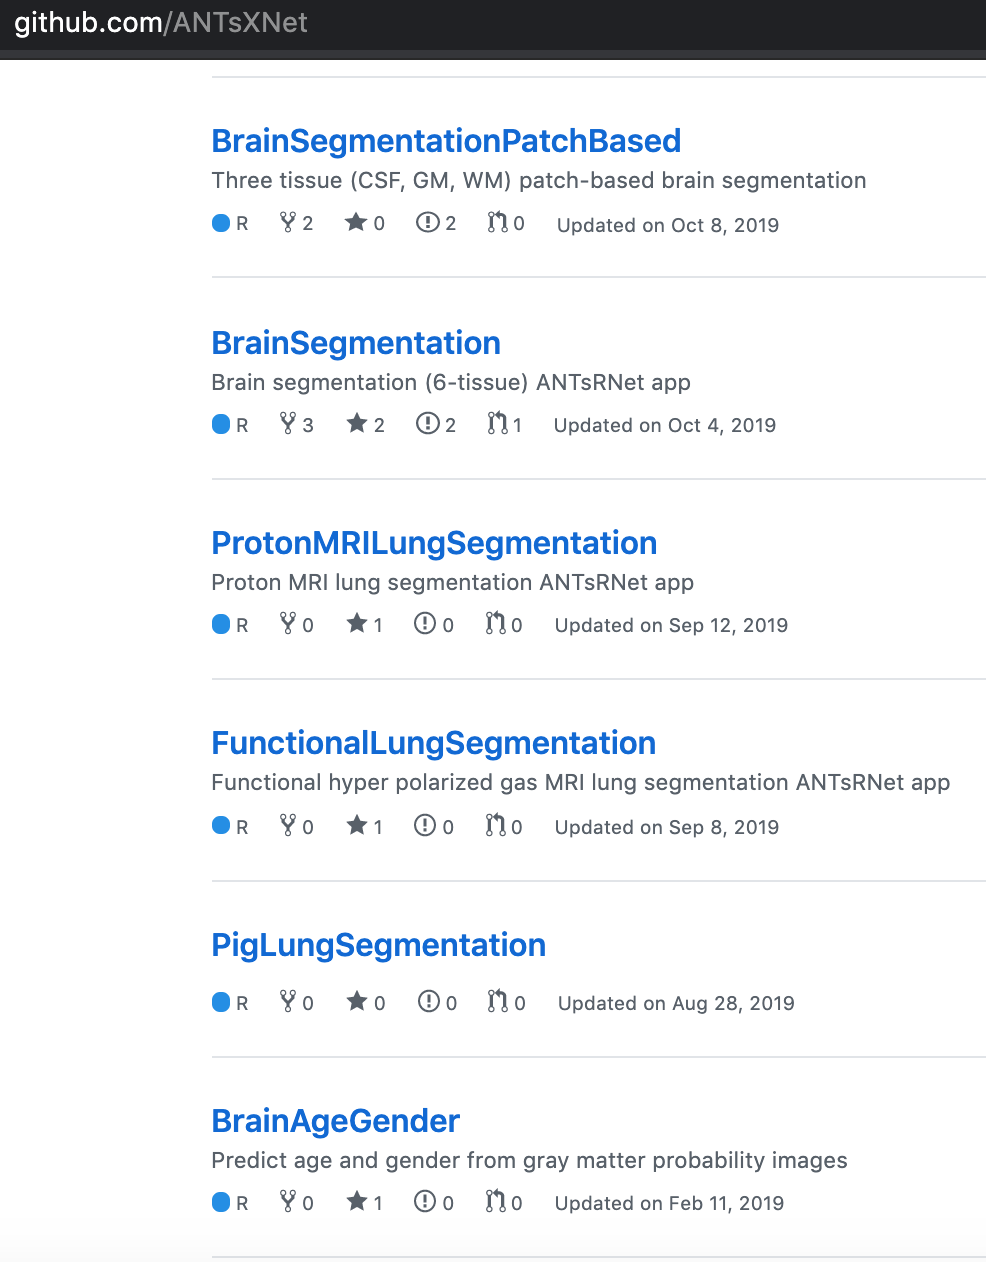 github.com/ANTsXNet
BrainSegmentationPatchBased
Three tissue (CSF, GM, WM) patch-based brain segmentation
R 2 0 2 0 Updated on Oct 8, 2019
BrainSegmentation
Brain segmentation (6-tissue) ANTsRNet app
R 3 2 2 1 Updated on Oct 4, 2019
ProtonMRILungSegmentation
Proton MRI lung segmentation ANTsRNet app
R 0 1 0 0 Updated on Sep 12, 2019
FunctionalLungSegmentation
Functional hyper polarized gas MRI lung segmentation ANTsRNet app
R 0 1 0 0 Updated on Sep 8, 2019
PigLungSegmentation
R 0 0 0 0 Updated on Aug 28, 2019
BrainAgeGender
Predict age and gender from gray matter probability images
R 0 1 0 0 Updated on Feb 11, 2019